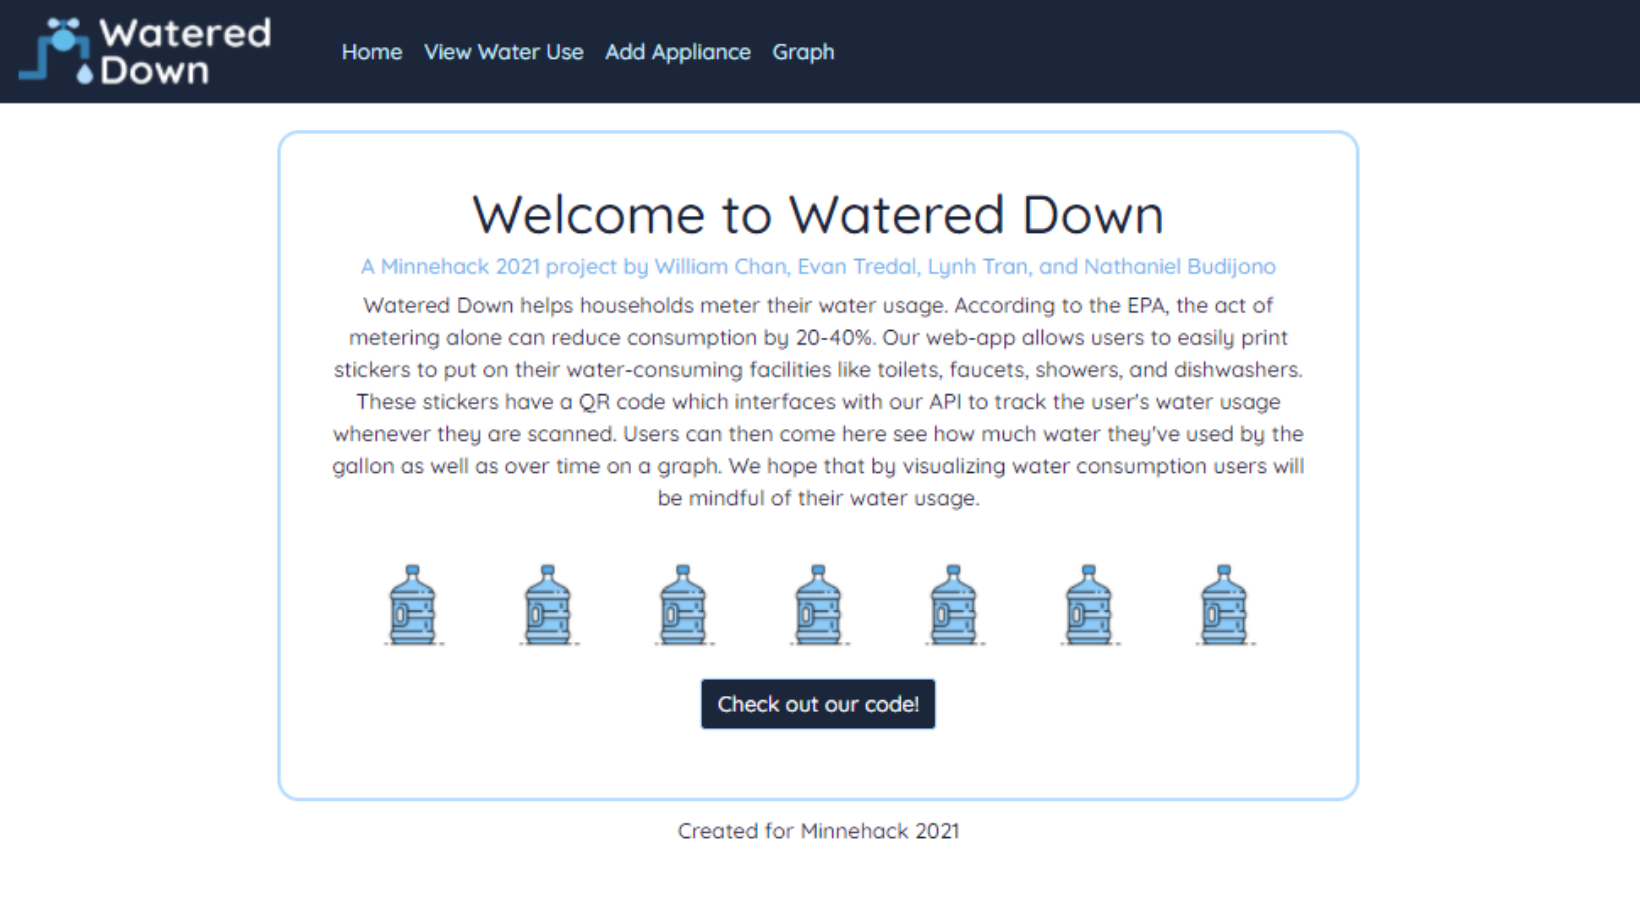 Watered
Down
Home View Water Use Add Appliance Graph
Welcome to Watered Down
A Minnehack 2021 project by William Chan, Evan Tredal, Lynh Tran, and Nathaniel Budijono
Watered Down helps households meter their water usage. According to the EPA, the act of
metering alone can reduce consumption by 20-40%. Our web-app allows users to easily print
stickers to put on their water-consuming facilities like toilets, faucets, showers, and dishwashers.
These stickers have a QR code which interfaces with our API to track the user's water usage
whenever they are scanned. Users can then come here see how much water they've used by the
gallon as well as over time on a graph. We hope that by visualizing water consumption users will
be mindful of their water usage.
Check out our code!
Created for Minnehack 2021